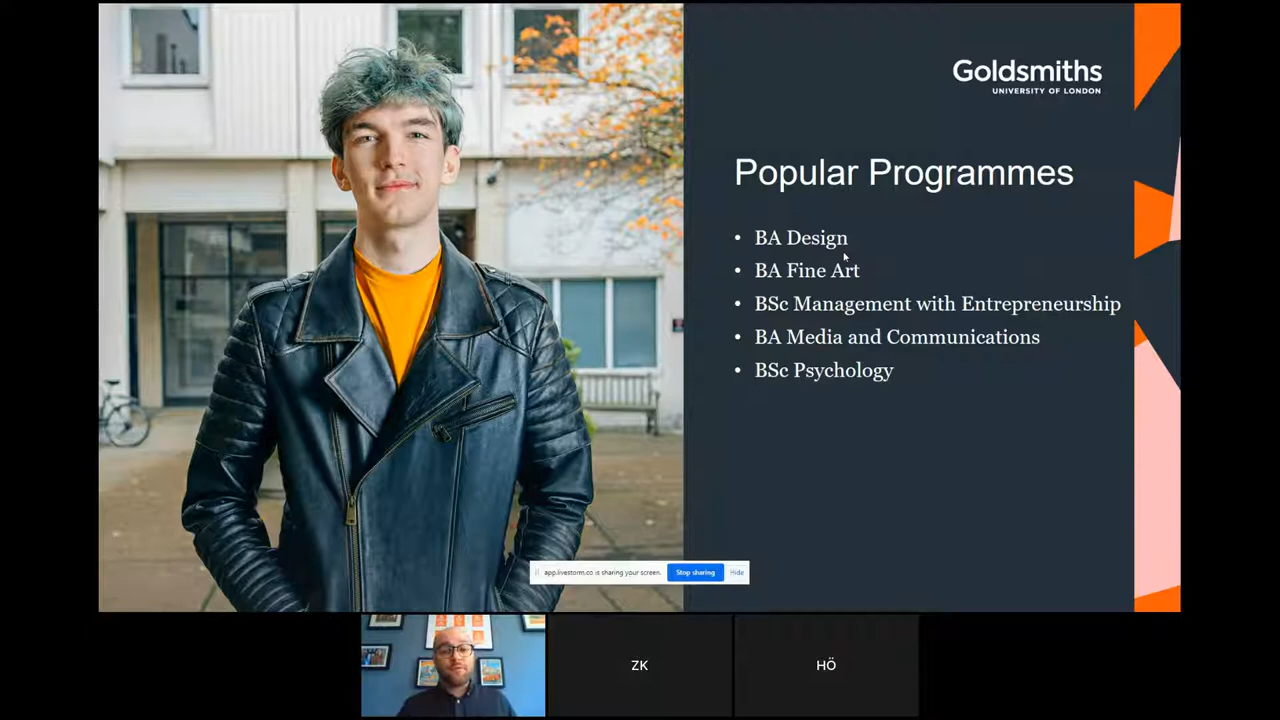 Goldsmiths
UNIVERSITY OF LONDON
Popular Programmes
• BA Design
• BA Fine Art
• BSc Management with Entrepreneurship
• BA Media and Communications
• BSc Psychology
app.livestorm.co is sharing your screen.
Stop sharing
Hide
ZK
HÖ